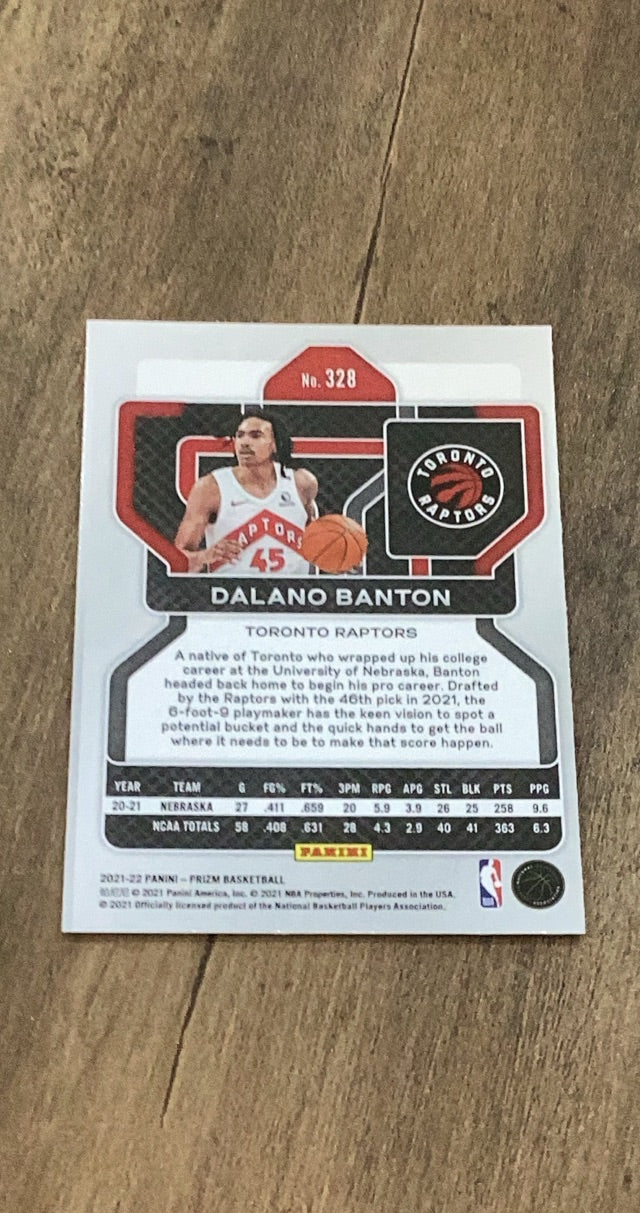 No. 328
TORONTO
RAPTORS
RAPTORS
45
DALANO BANTON
TORONTO RAPTORS
A native of Toronto who wrapped up his college
career at the University of Nebraska, Banton
headed back home to begin his pro career. Drafted
by the Raptors with the 46th pick in 2021, the
6-foot-9 playmaker has the keen vision to spot a
potential bucket and the quick hands to get the ball
where it needs to be to make that score happen.
YEAR TEAM G FG% FT% 3PM RPG APG STL BLK PTS PPG
20-21 NEBRASKA 27 .411 .659 20 5.9 3.9 26 25 258 9.6
NCAA TOTALS 58 .408 .631 28 4.3 2.9 40 41 363 6.3
PANINI
2021-22 PANINI – PRIZM BASKETBALL
© 2021 Panini America, Inc. © 2021 NBA Properties, Inc. Produced in the USA.
© 2021 Officially licensed product of the National Basketball Players Association.